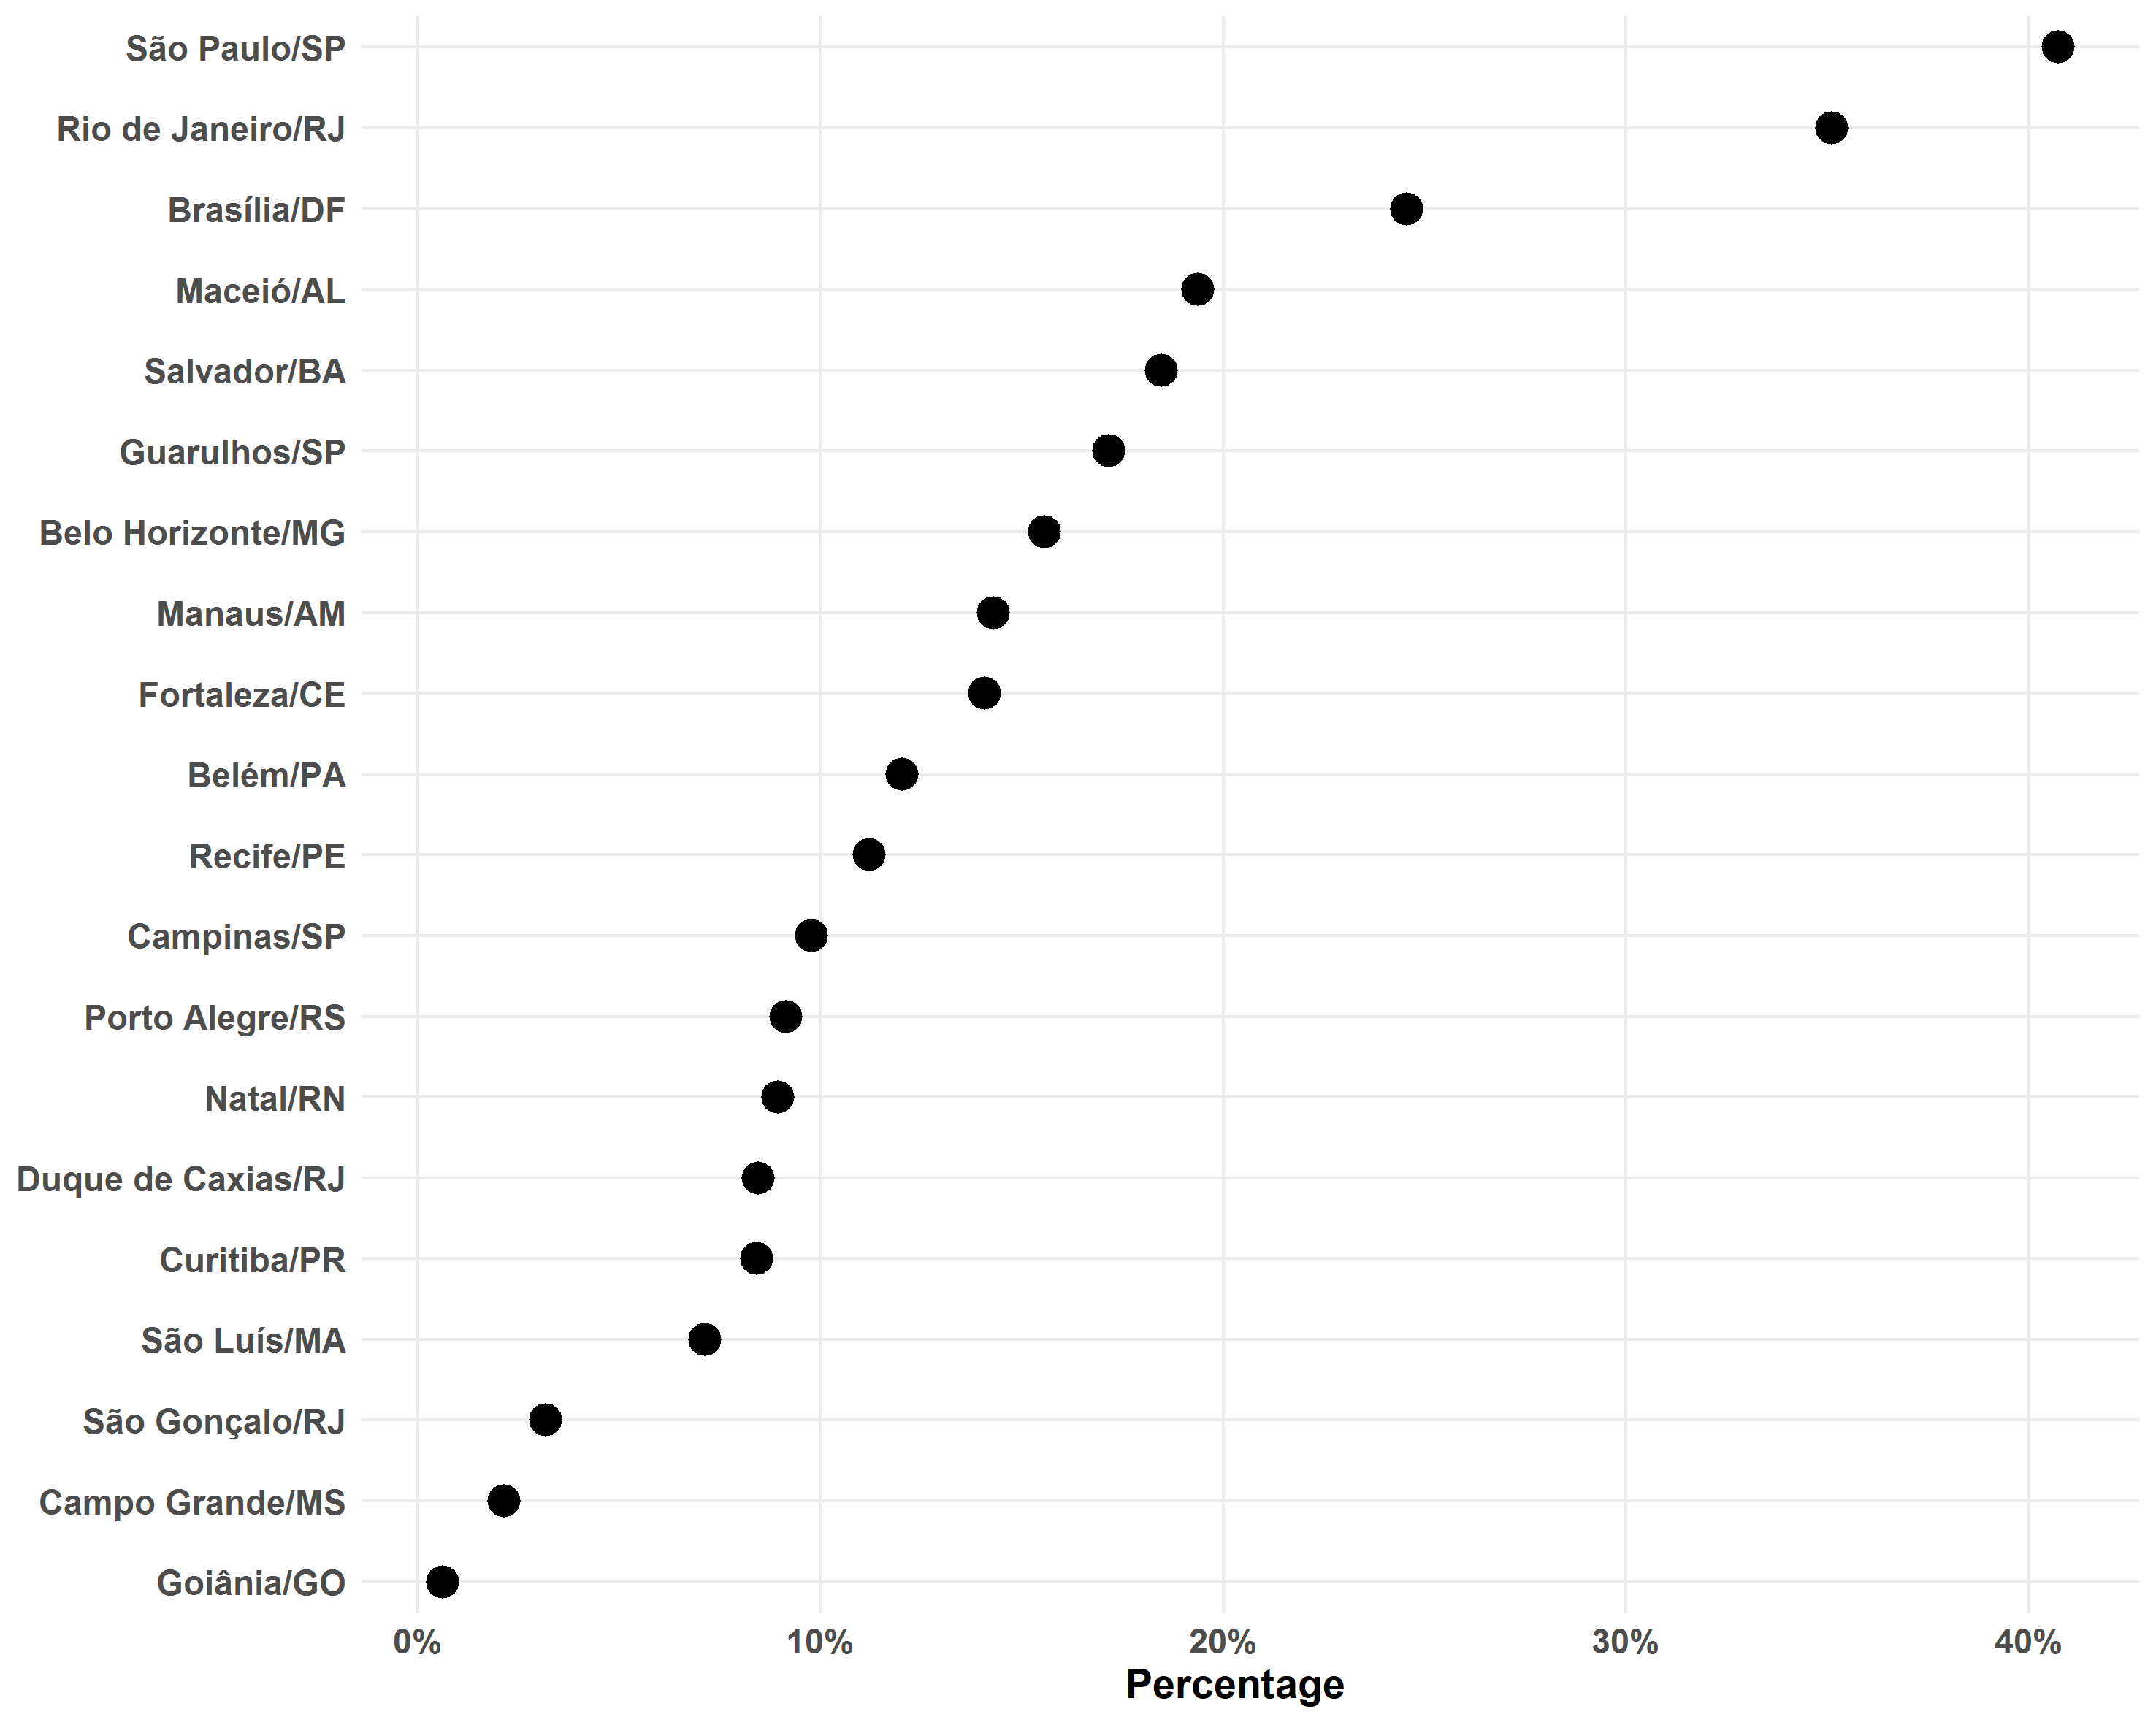 São Paulo/SP
Rio de Janeiro/RJ
Brasília/DF
Maceió/AL
Salvador/BA
Guarulhos/SP
Belo Horizonte/MG
Manaus/AM
Fortaleza/CE
Belém/PA
Recife/PE
Campinas/SP
Porto Alegre/RS
Natal/RN
Duque de Caxias/RJ
Curitiba/PR
São Luís/MA
São Gonçalo/RJ
Campo Grande/MS
Goiânia/GO
0% 10% 20% 30% 40%
Percentage